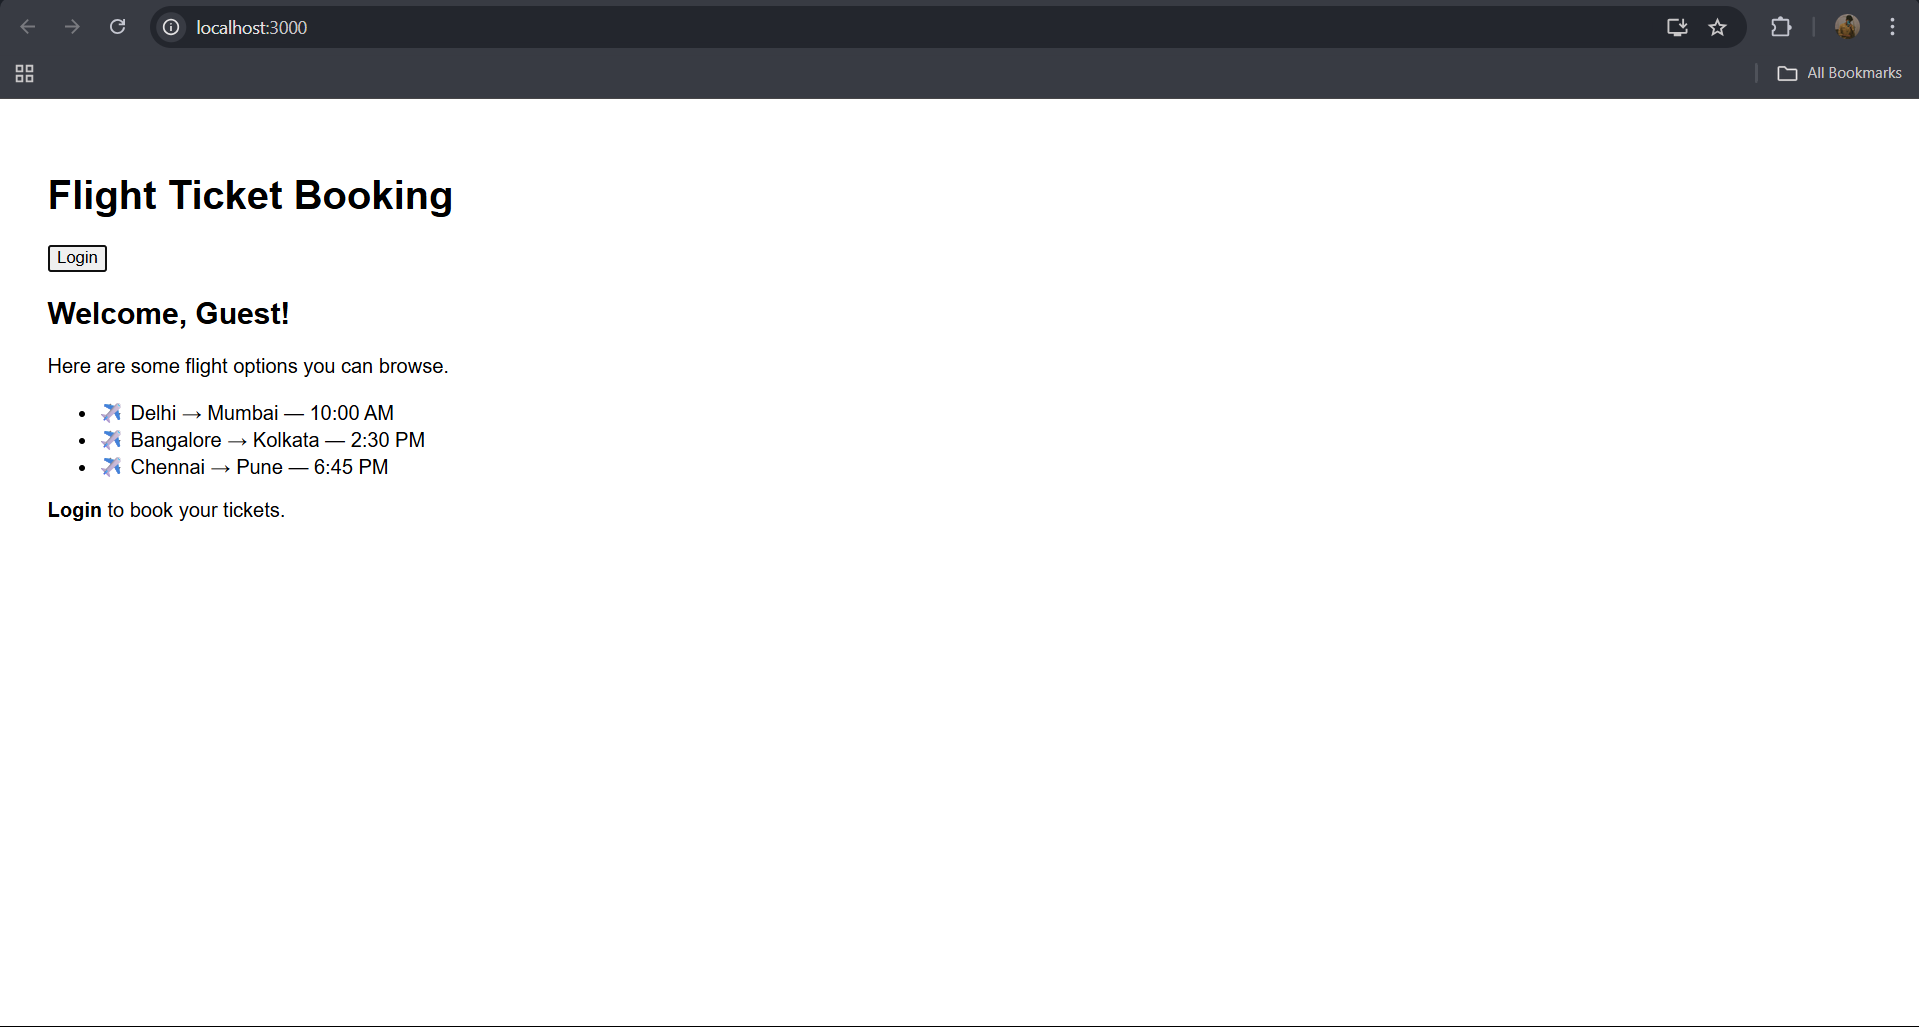 localhost:3000
All Bookmarks
Flight Ticket Booking
Login
Welcome, Guest!
Here are some flight options you can browse.
• ✈️ Delhi → Mumbai — 10:00 AM
• ✈️ Bangalore → Kolkata — 2:30 PM
• ✈️ Chennai → Pune — 6:45 PM
Login to book your tickets.